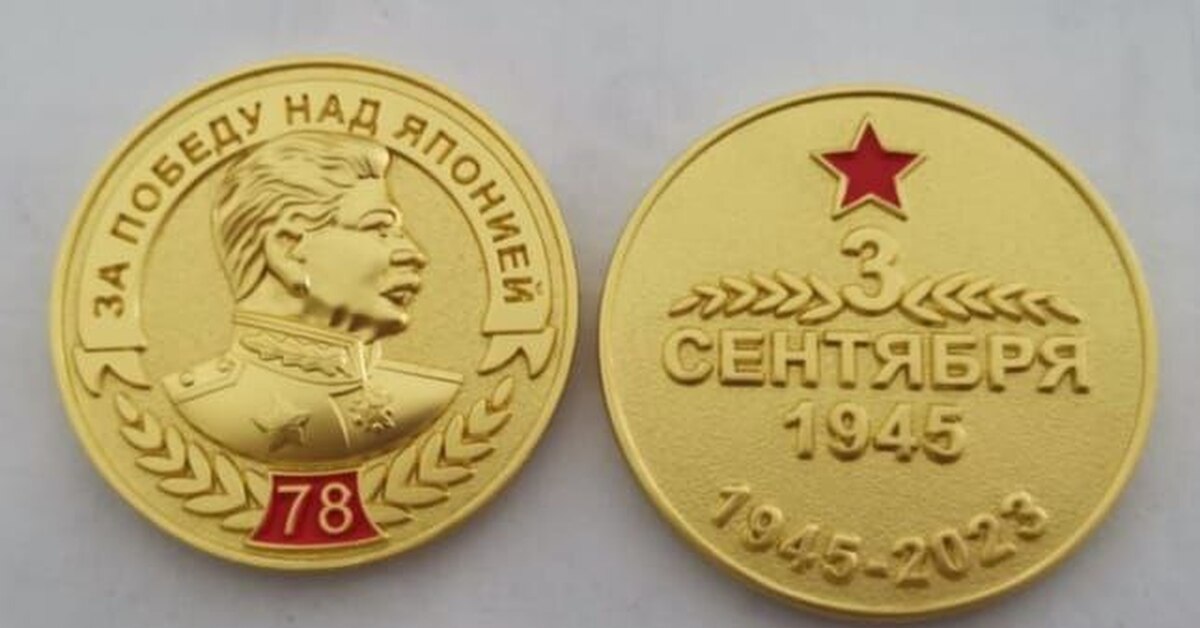 ЗА ПОБЕДУ НАД ЯПОНИЕЙ
78
3
СЕНТЯБРЯ
1945
1945-2023